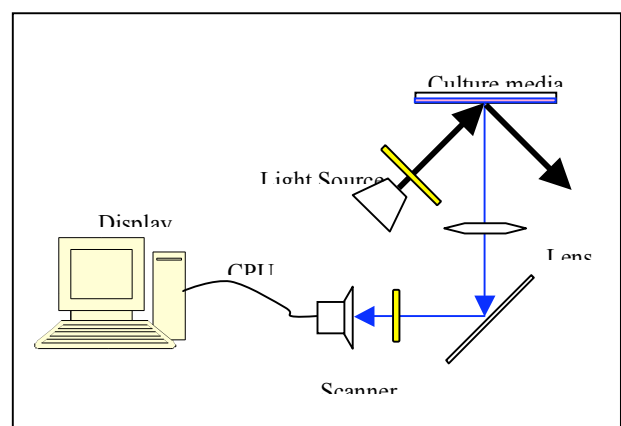 Culture media
Light Source
Display
Lens
CPU
Scanner